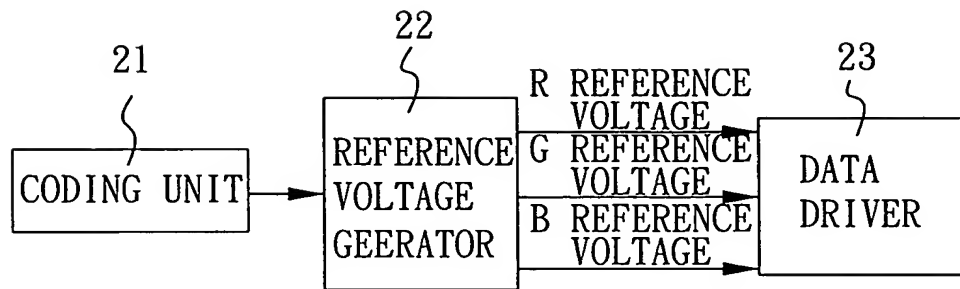 21
22
23
CODING UNIT
REFERENCE
VOLTAGE
GEERATOR
R REFERENCE
VOLTAGE
G REFERENCE
VOLTAGE
B REFERENCE
VOLTAGE
DATA
DRIVER